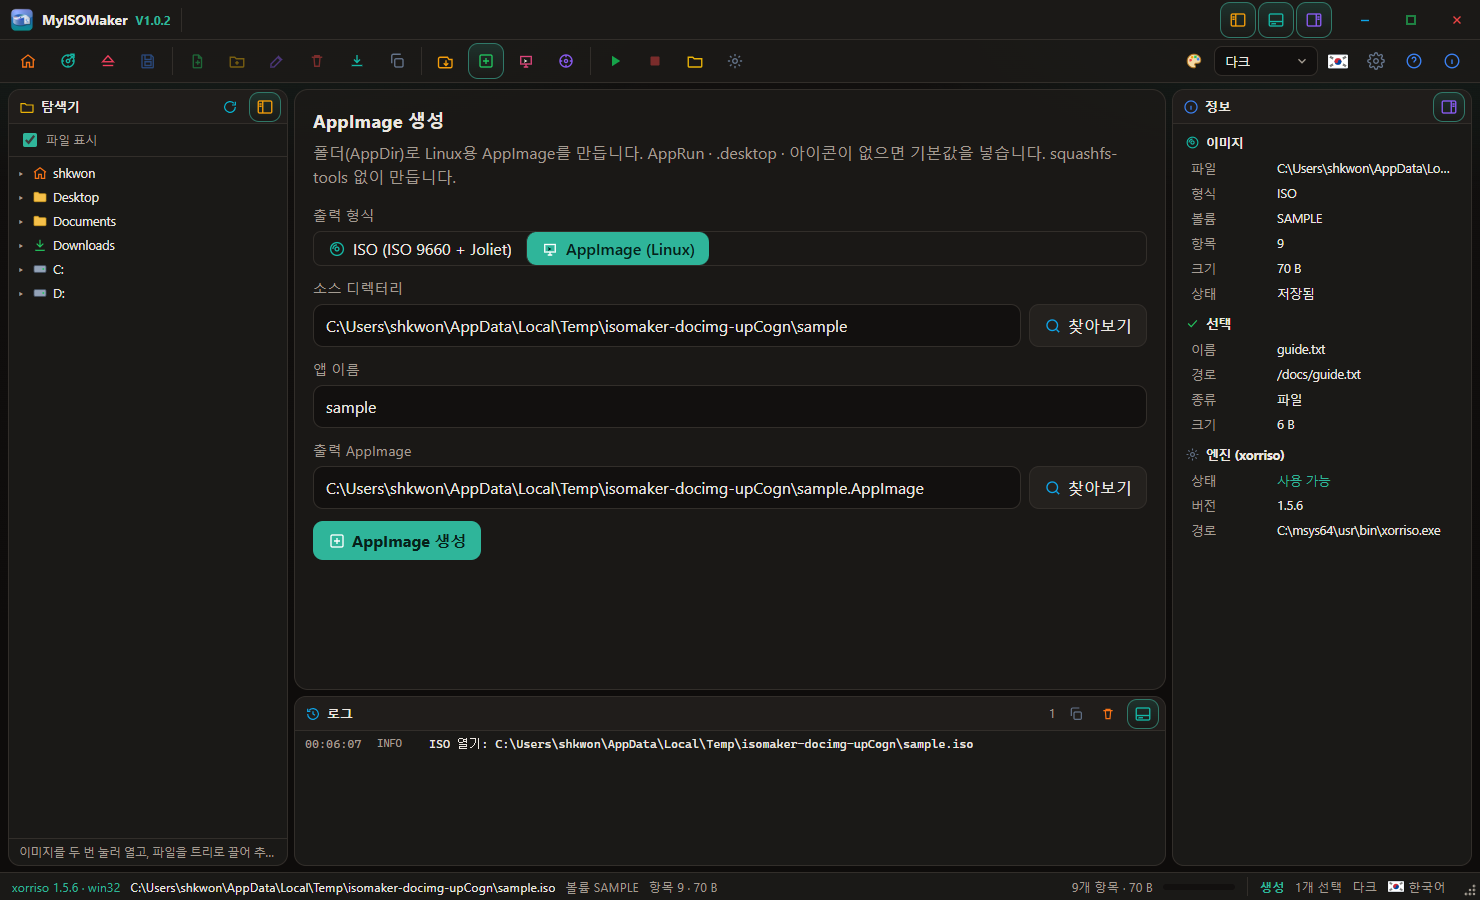 MyISOMaker V1.0.2
다크
탐색기
파일 표시
shkwon
Desktop
Documents
Downloads
C:
D:
이미지를 두 번 눌러 열고, 파일을 트리로 끌어 추...
AppImage 생성
폴더(AppDir)로 Linux용 AppImage를 만듭니다. AppRun · .desktop · 아이콘이 없으면 기본값을 넣습니다. squashfs-
tools 없이 만듭니다.
출력 형식
ISO (ISO 9660 + Joliet)
AppImage (Linux)
소스 디렉터리
C:\Users\shkwon\AppData\Local\Temp\isomaker-docimg-upCogn\sample
찾아보기
앱 이름
sample
출력 AppImage
C:\Users\shkwon\AppData\Local\Temp\isomaker-docimg-upCogn\sample.AppImage
찾아보기
AppImage 생성
로그
1
00:06:07 INFO ISO 열기: C:\Users\shkwon\AppData\Local\Temp\isomaker-docimg-upCogn\sample.iso
정보
이미지
파일 C:\Users\shkwon\AppData\Lo...
형식 ISO
볼륨 SAMPLE
항목 9
크기 70 B
상태 저장됨
선택
이름 guide.txt
경로 /docs/guide.txt
종류 파일
크기 6 B
엔진 (xorriso)
상태 사용 가능
버전 1.5.6
경로 C:\msys64\usr\bin\xorriso.exe
xorriso 1.5.6 · win32 C:\Users\shkwon\AppData\Local\Temp\isomaker-docimg-upCogn\sample.iso 볼륨 SAMPLE 항목 9 · 70 B 9개 항목 · 70 B 생성 1개 선택 다크 한국어